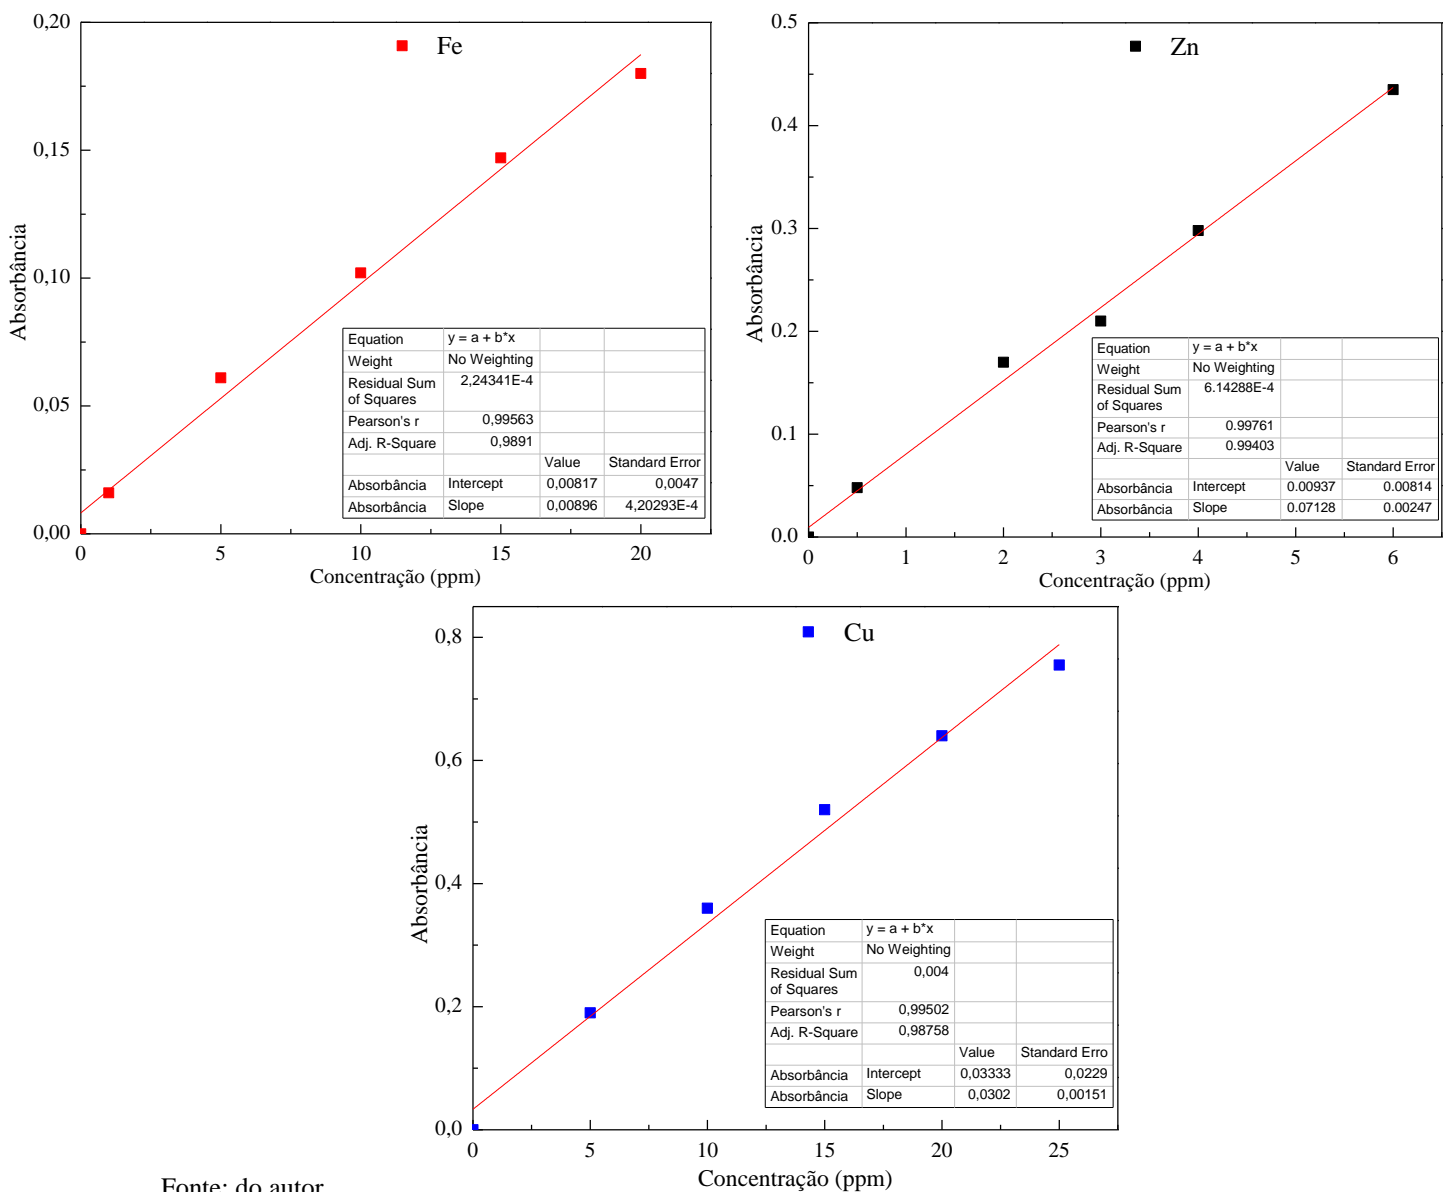 Fe
0,20
0,15
0,10
0,05
0,00
Absorbância
0 5 10 15 20
Concentração (ppm)
Equation y = a + b*x
Weight No Weighting
Residual Sum of Squares 2,24341E-4
Pearson's r 0,99563
Adj. R-Square 0,9891
Value Standard Error
Absorbância Intercept 0,00817 0,0047
Absorbância Slope 0,00896 4,20293E-4
Zn
0.5
0.4
0.3
0.2
0.1
0.0
Absorbância
0 1 2 3 4 5 6
Concentração (ppm)
Equation y = a + b*x
Weight No Weighting
Residual Sum of Squares 6.14288E-4
Pearson's r 0.99761
Adj. R-Square 0.99403
Value Standard Error
Absorbância Intercept 0.00937 0.00814
Absorbância Slope 0.07128 0.00247
Cu
0,8
0,6
0,4
0,2
0,0
Absorbância
0 5 10 15 20 25
Concentração (ppm)
Equation y = a + b*x
Weight No Weighting
Residual Sum of Squares 0,004
Pearson's r 0,99502
Adj. R-Square 0,98758
Value Standard Erro
Absorbância Intercept 0,03333 0,0229
Absorbância Slope 0,0302 0,00151
Fonte: do autor